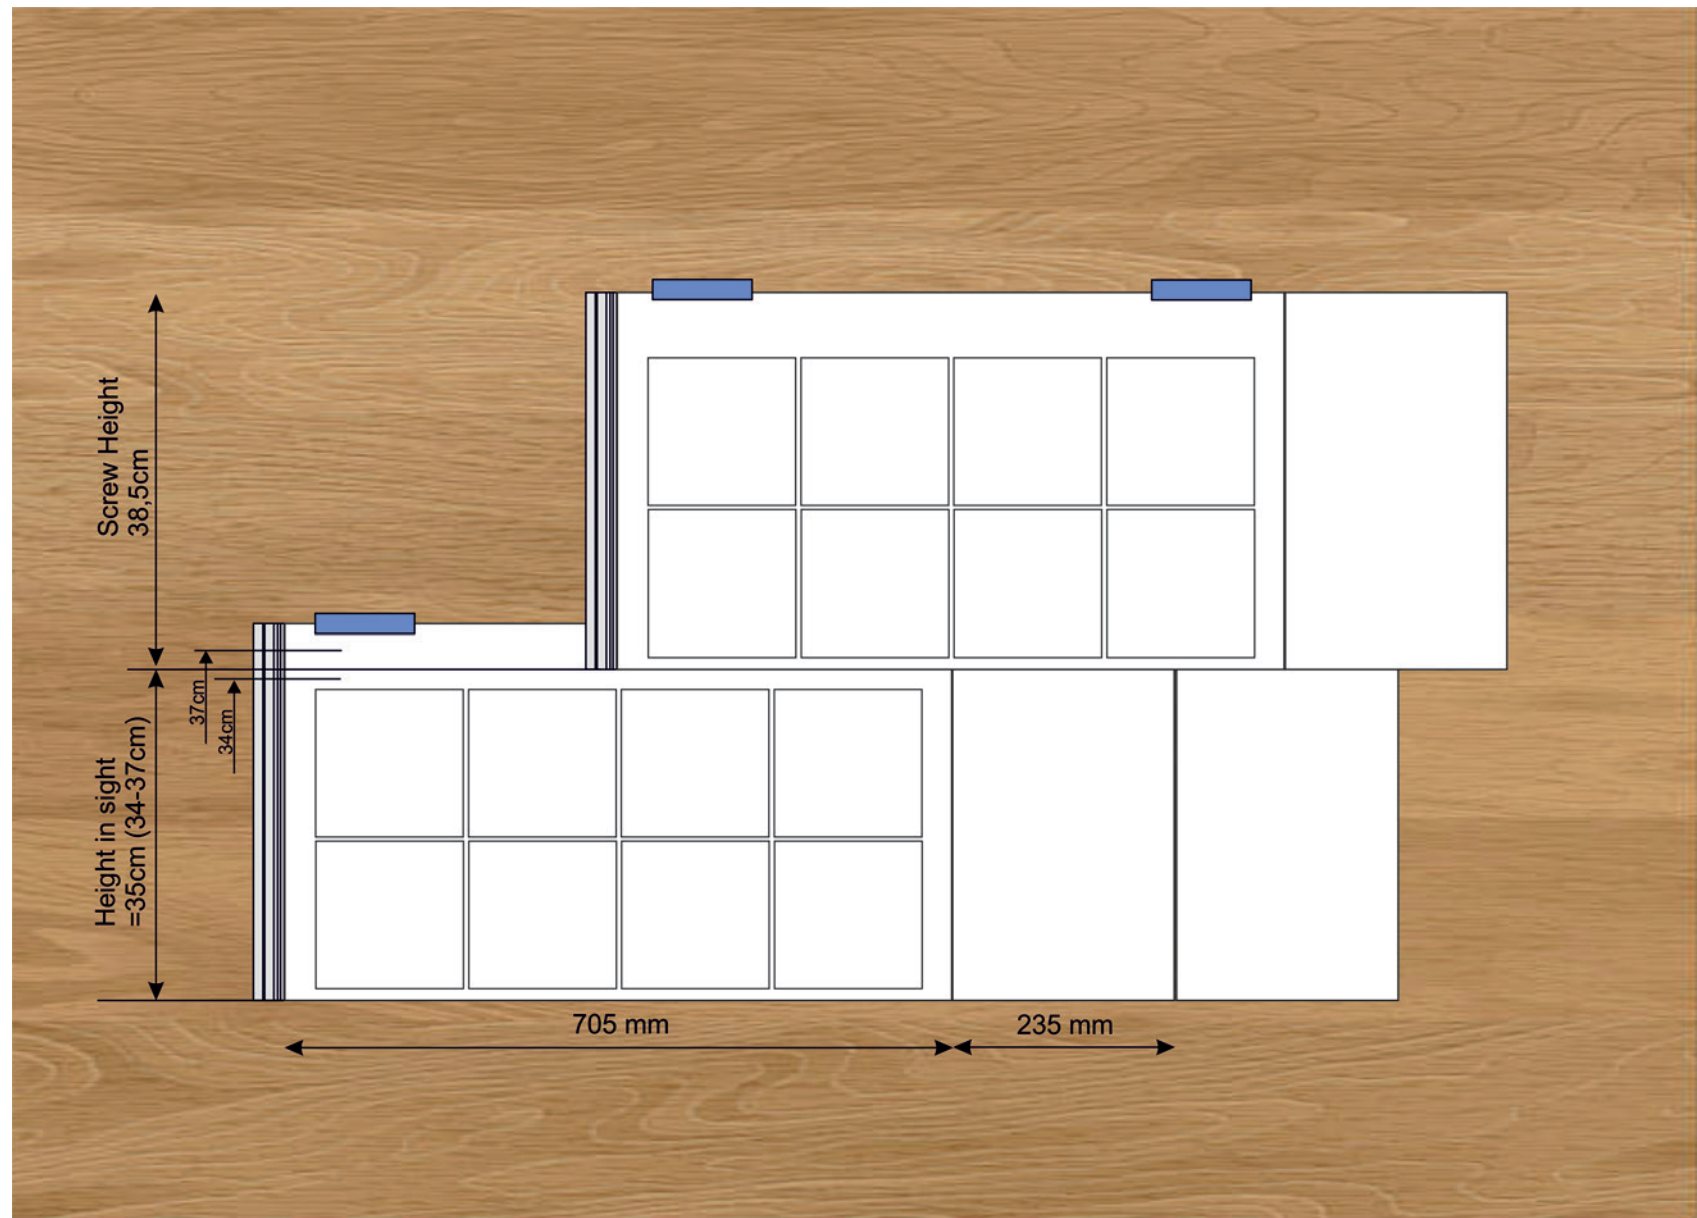 Screw Height
38,5cm
37cm
34cm
Height in sight
=35cm (34-37cm)
705 mm
235 mm